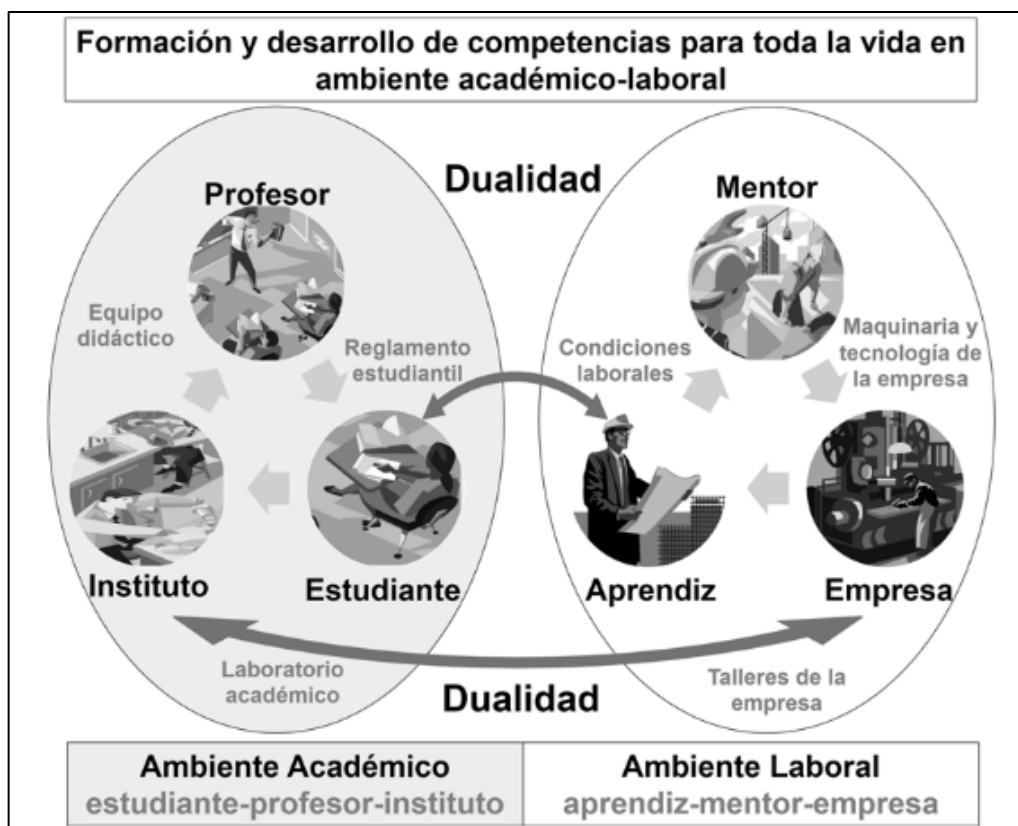 Formación y desarrollo de competencias para toda la vida en
ambiente académico-laboral
Dualidad
Profesor
Mentor
Equipo
didáctico
Reglamento
estudiantil
Condiciones
laborales
Maquinaria y
tecnología de
la empresa
Instituto
Estudiante
Aprendiz
Empresa
Laboratorio
académico
Dualidad
Talleres de la
empresa
Ambiente Académico
estudiante-profesor-instituto
Ambiente Laboral
aprendiz-mentor-empresa